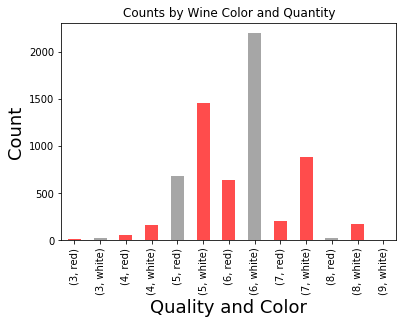 Counts by Wine Color and Quantity
Count
2000
1500
1000
500
0
(3, red)
(3, white)
(4, red)
(4, white)
(5, red)
(5, white)
(6, red)
(6, white)
(7, red)
(7, white)
(8, red)
(8, white)
(9, white)
Quality and Color